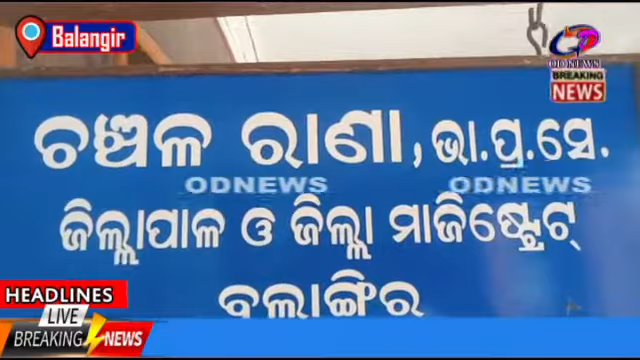 Balangir
ODNEWS
BREAKING
NEWS
ଚଞ୍ଚଳ ରାଣା, ଭା.ପ୍ର.ସେ.
ODNEWS ODNEWS
ଜିଲ୍ଲାପାଳ ଓ ଜିଲ୍ଲା ମାଜିଷ୍ଟ୍ରେଟ୍
ବଲାଙ୍ଗିର
HEADLINES
LIVE
BREAKING NEWS